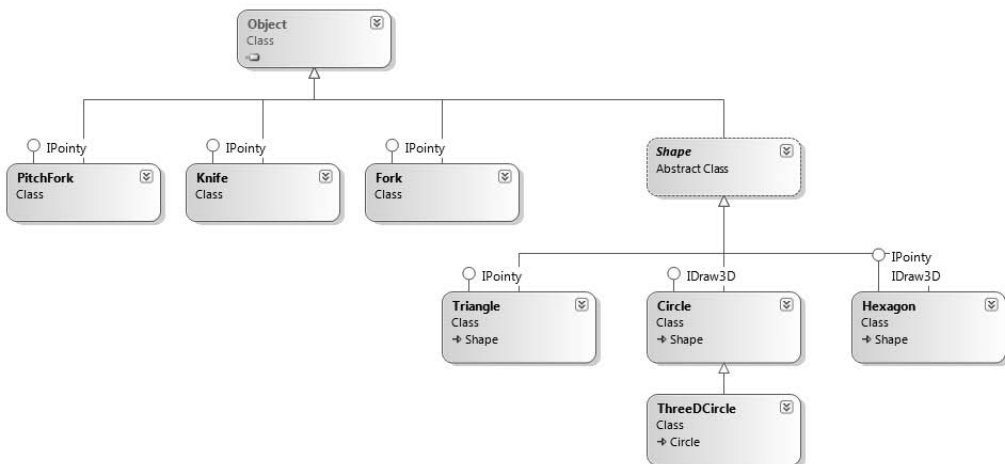 Object
Class
IPointy
PitchFork
Class
IPointy
Knife
Class
IPointy
Fork
Class
Shape
Abstract Class
IPointy
Triangle
Class
Shape
IDraw3D
Circle
Class
Shape
IPointy
IDraw3D
Hexagon
Class
Shape
ThreeDCircle
Class
Circle